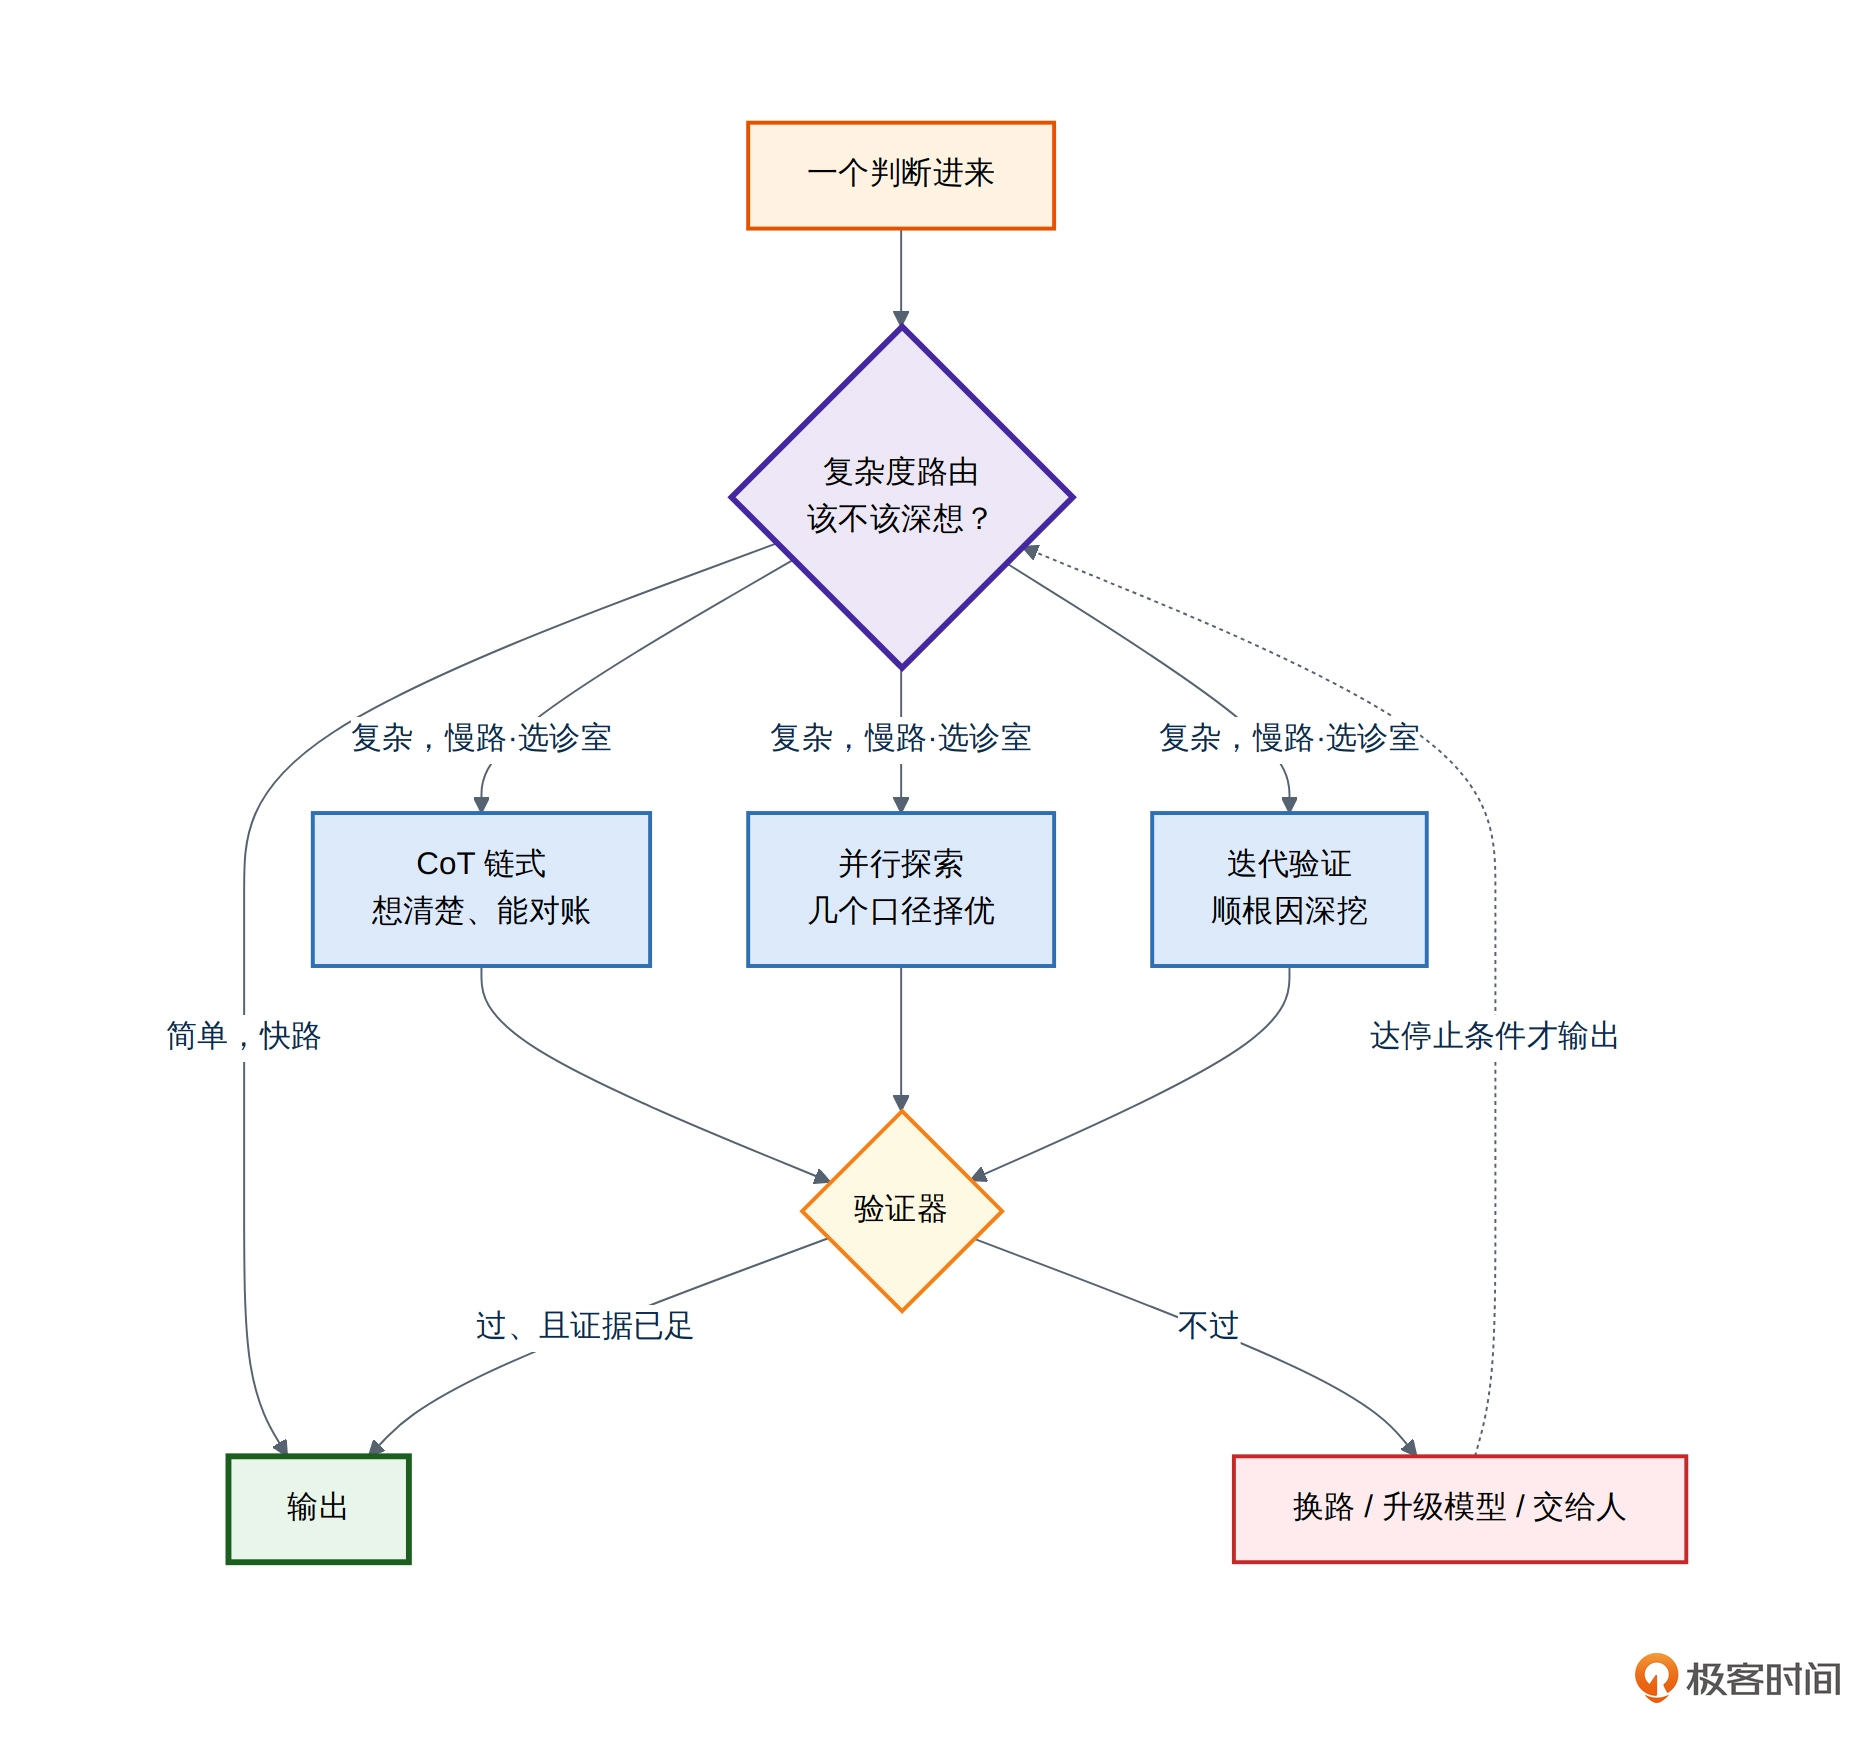 一个判断进来
复杂度路由
该不该深想？
复杂，慢路·选诊室
复杂，慢路·选诊室
复杂，慢路·选诊室
CoT 链式
想清楚、能对账
并行探索
几个口径择优
迭代验证
顺根因深挖
简单，快路
达停止条件才输出
验证器
过、且证据已足
不过
输出
换路 / 升级模型 / 交给人
极客时间